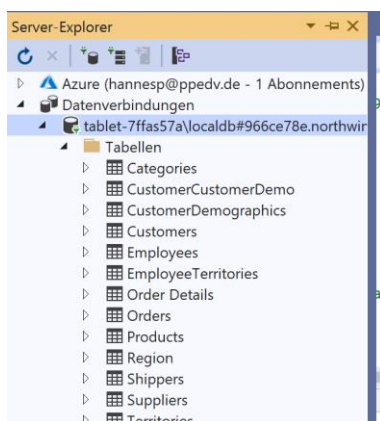 Server-Explorer
Azure (hannesp@ppedv.de - 1 Abonnements)
Datenverbindungen
tablet-7ffas57a\localdb#966ce78e.northwir
Tabellen
Categories
CustomerCustomerDemo
CustomerDemographics
Customers
Employees
EmployeeTerritories
Order Details
Orders
Products
Region
Shippers
Suppliers
Territories